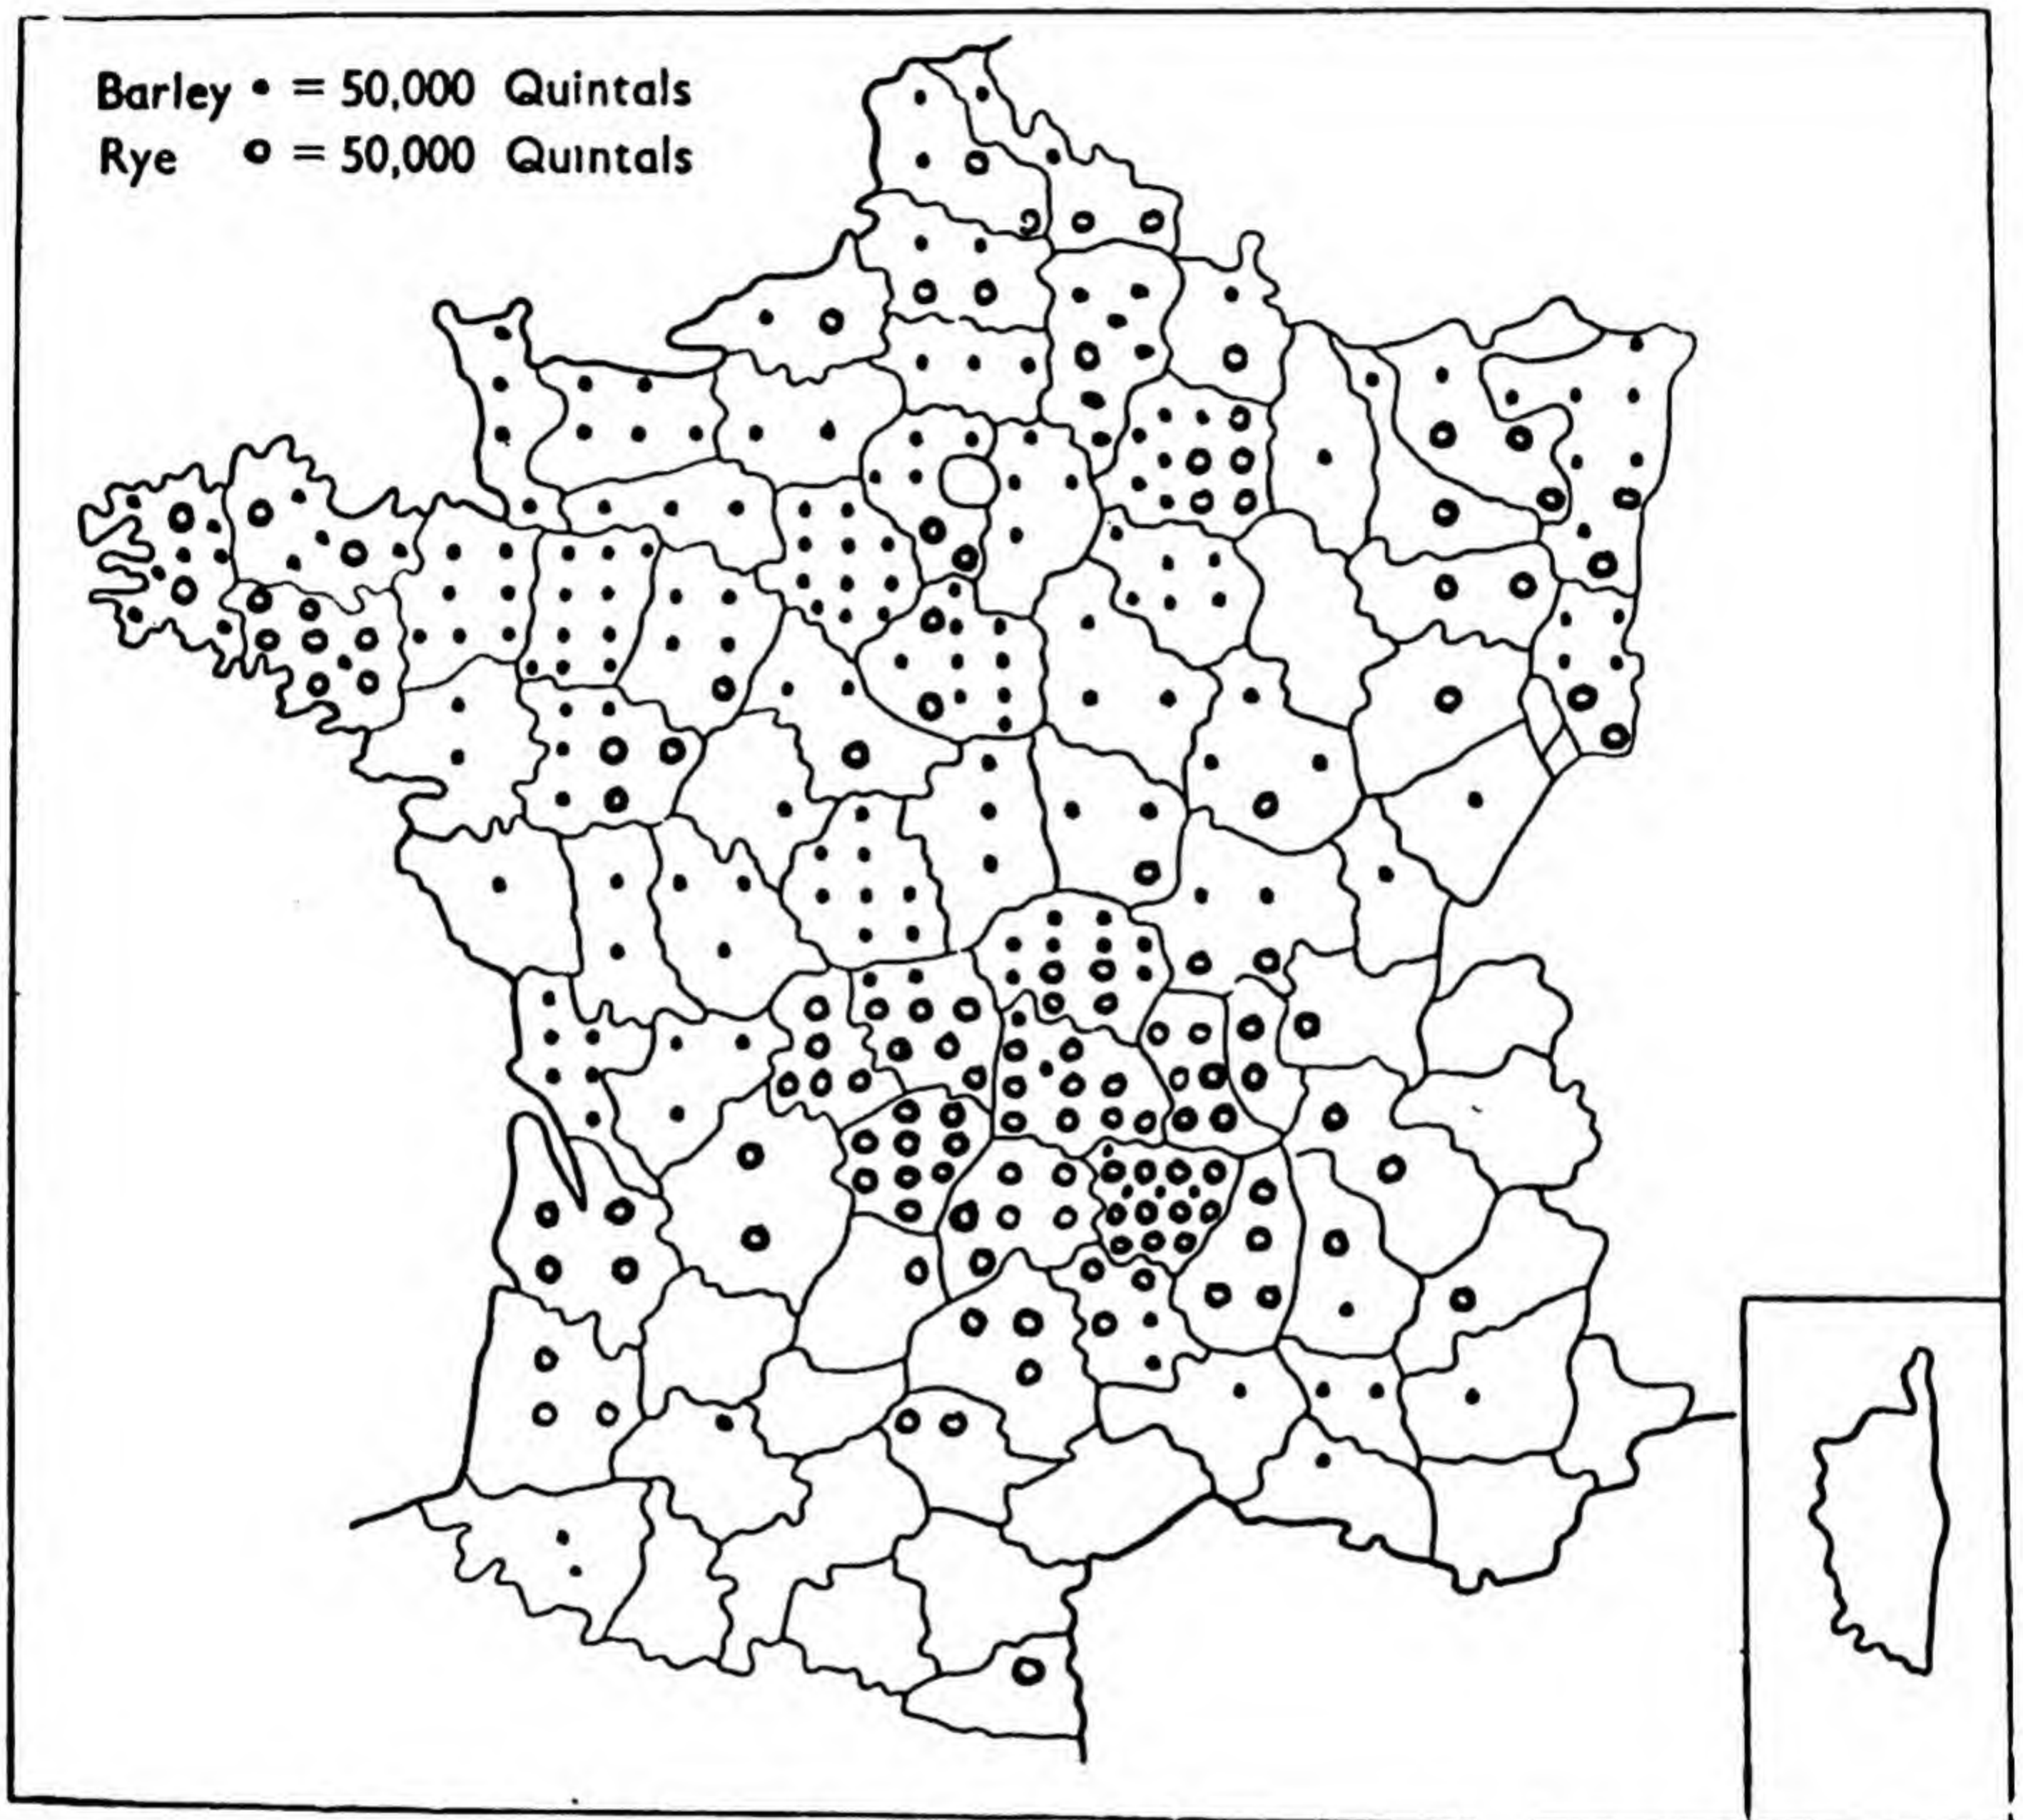 Barley • = 50,000 Quintals
Rye o = 50,000 Quintals